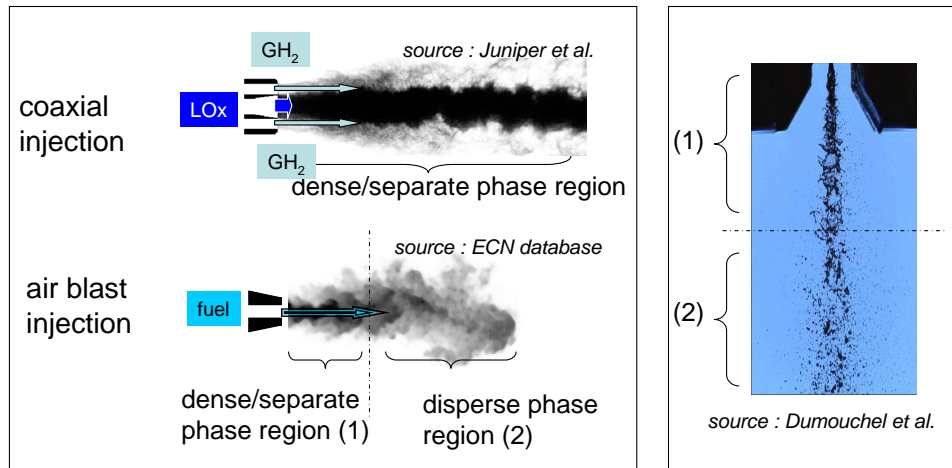 GH2
source : Juniper et al.
coaxial
injection
LOx
GH2
dense/separate phase region
source : ECN database
air blast
injection
fuel
dense/separate
phase region (1)
disperse phase
region (2)
(1)
(2)
source : Dumouchel et al.